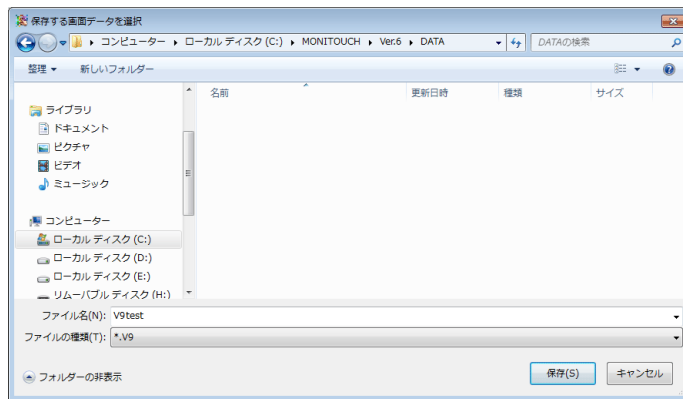 保存する画面データを選択
コンピューター ▸ ローカル ディスク (C:) ▸ MONITOUCH ▸ Ver.6 ▸ DATA
DATAの検索
整理 新しいフォルダー
名前 更新日時 種類 サイズ
ライブラリ
ドキュメント
ピクチャ
ビデオ
ミュージック
コンピューター
ローカル ディスク (C:)
ローカル ディスク (D:)
ローカル ディスク (E:)
リムーバブル ディスク (H:)
ファイル名(N): V9test
ファイルの種類(T): *.V9
フォルダーの非表示
保存(S) キャンセル